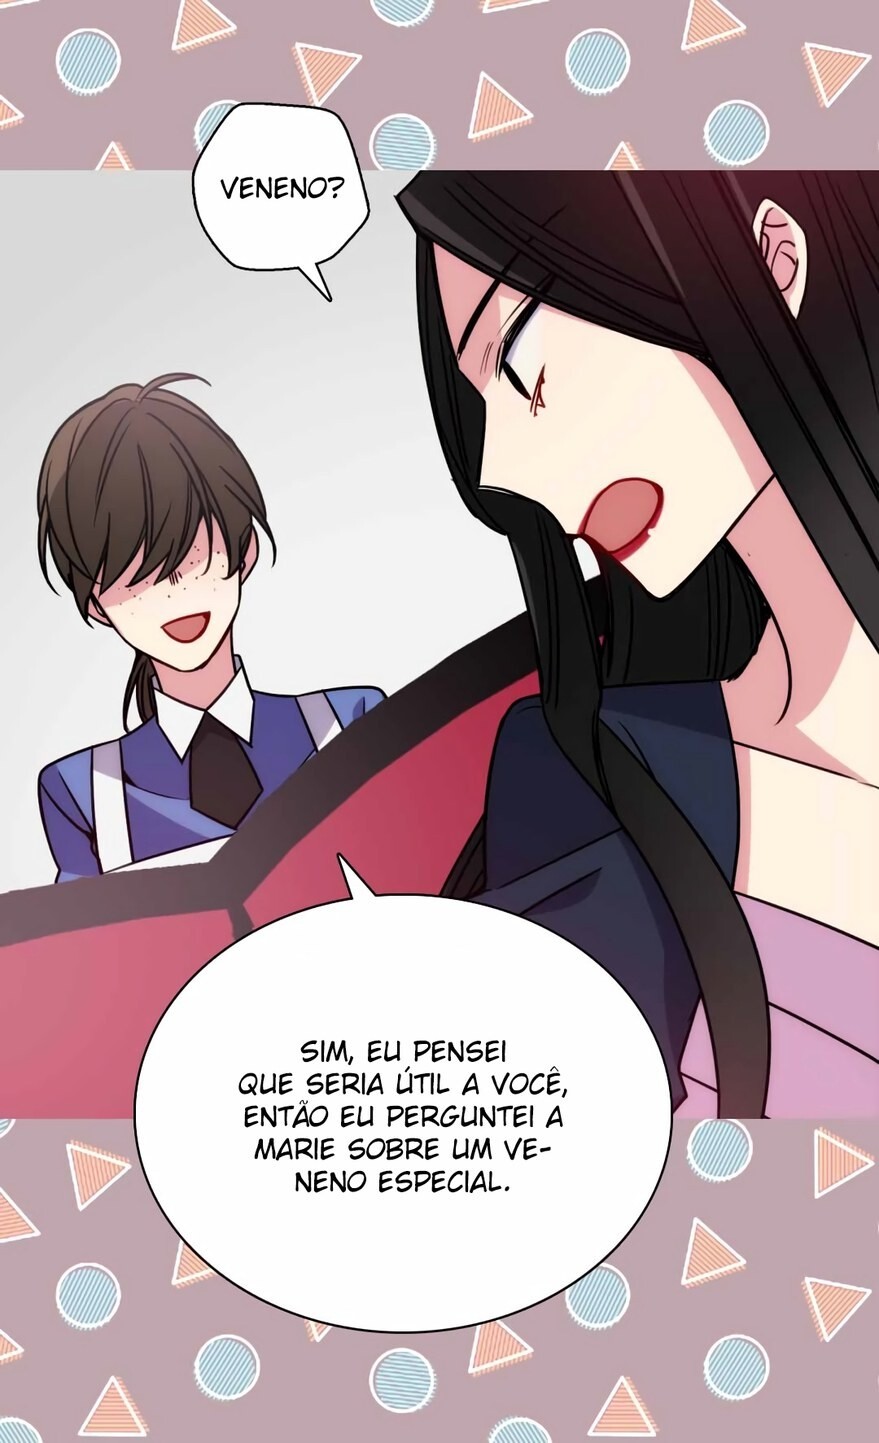 VENENO?
SIM, EU PENSEI
QUE SERIA ÚTIL A VOCÊ,
ENTÃO EU PERGUNTEI A
MARIE SOBRE UM VE-
NENO ESPECIAL.